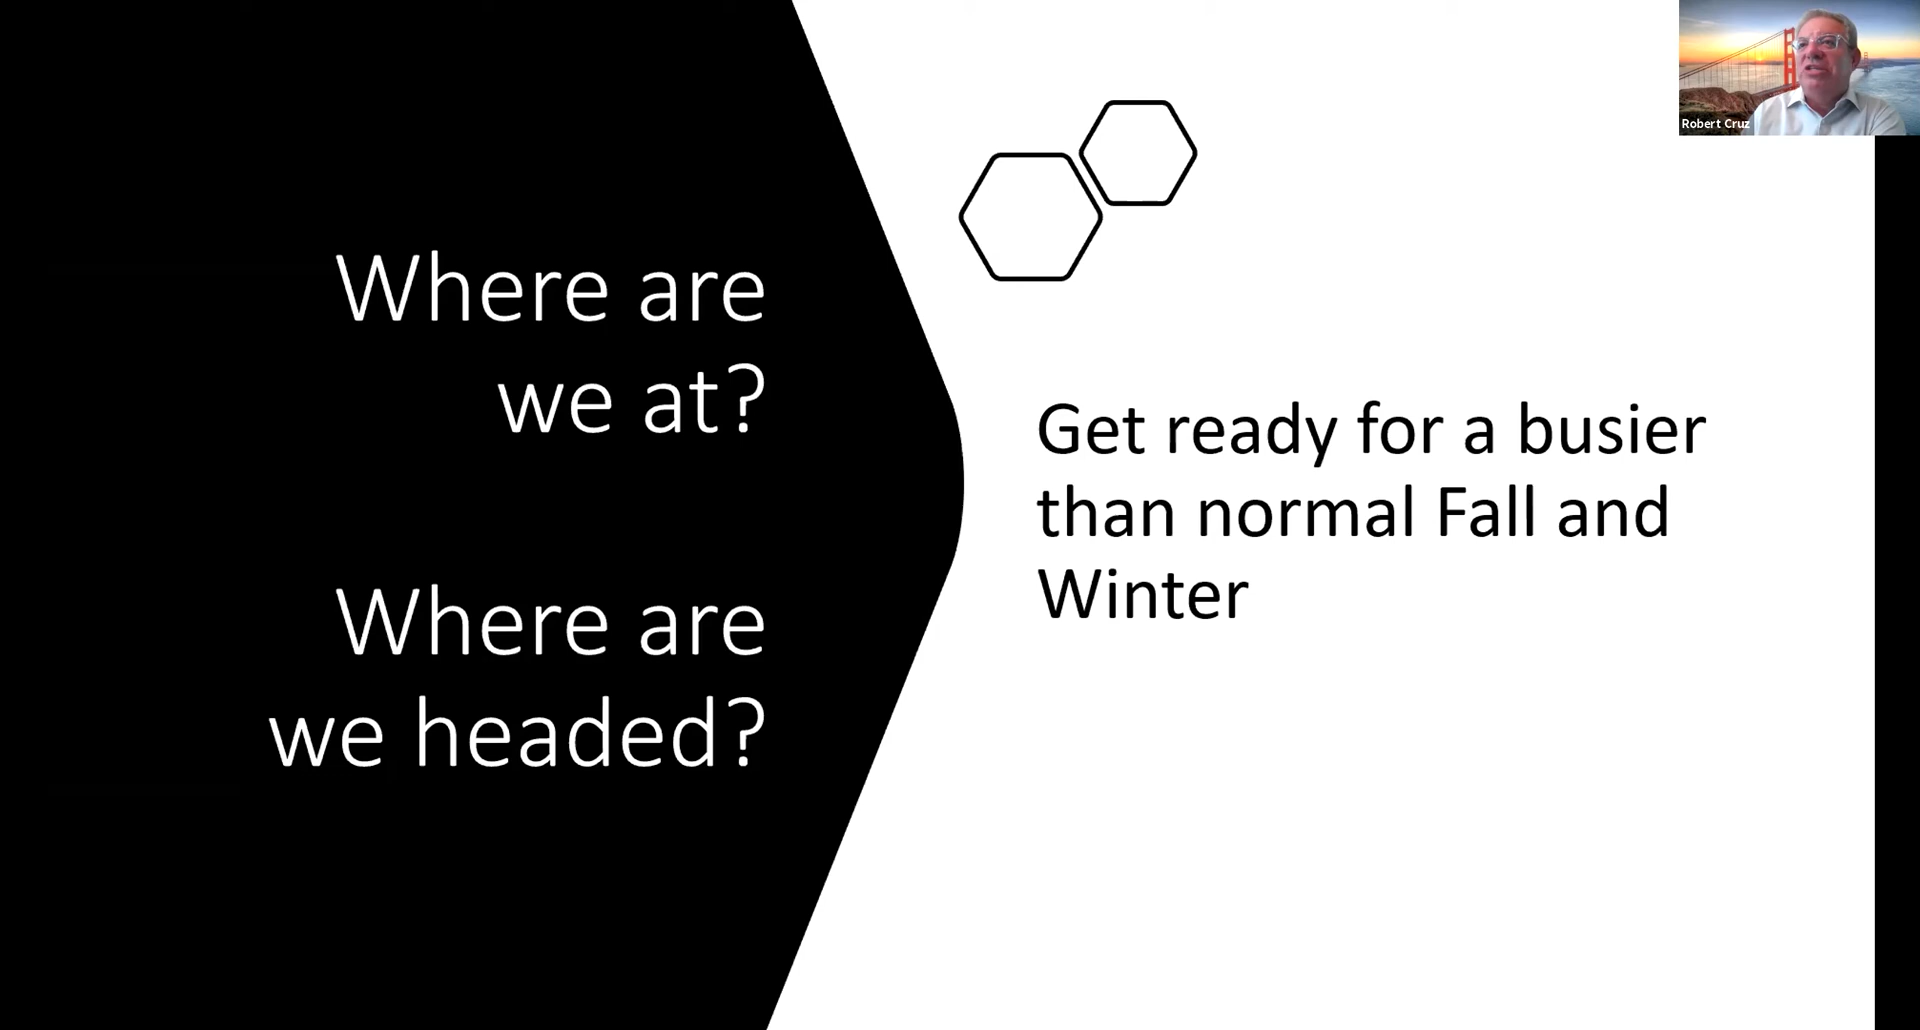 Where are
we at?
Where are
we headed?
Get ready for a busier
than normal Fall and
Winter
Robert Cruz